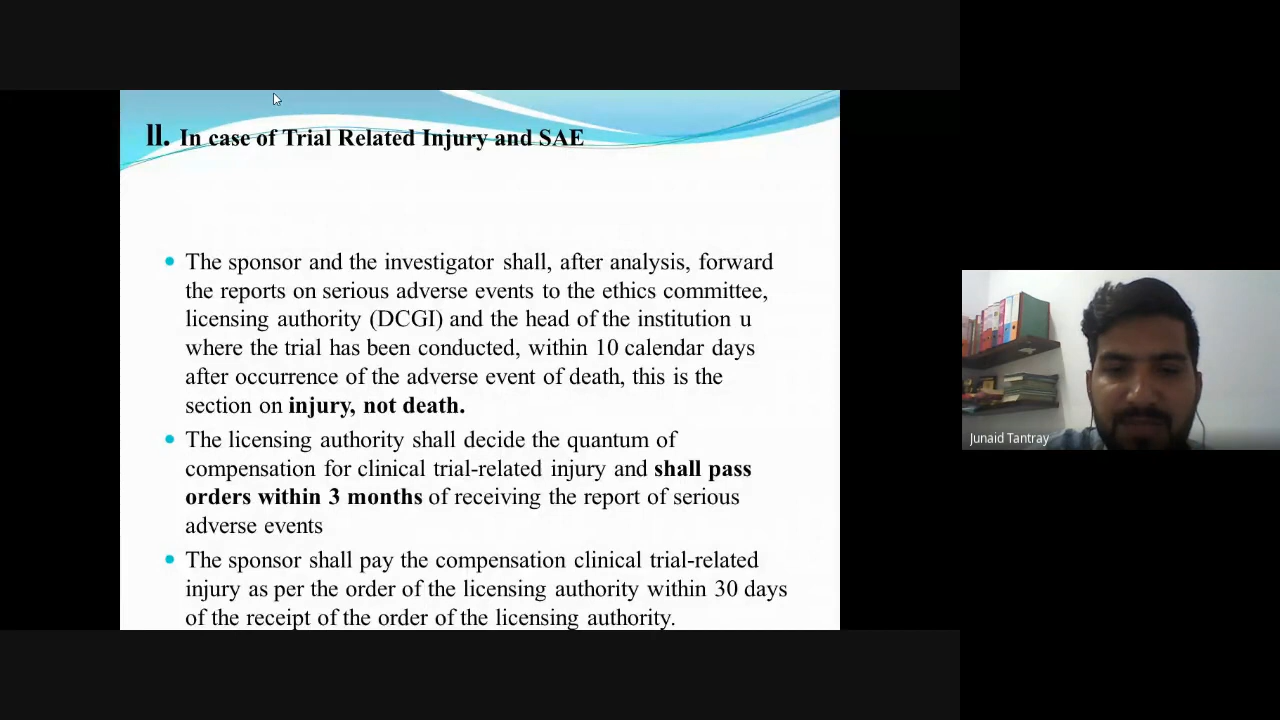 ll. In case of Trial Related Injury and SAE
The sponsor and the investigator shall, after analysis, forward
the reports on serious adverse events to the ethics committee,
licensing authority (DCGI) and the head of the institution u
where the trial has been conducted, within 10 calendar days
after occurrence of the adverse event of death, this is the
section on injury, not death.
The licensing authority shall decide the quantum of
compensation for clinical trial-related injury and shall pass
orders within 3 months of receiving the report of serious
adverse events
The sponsor shall pay the compensation clinical trial-related
injury as per the order of the licensing authority within 30 days
of the receipt of the order of the licensing authority.
Junaid Tantray